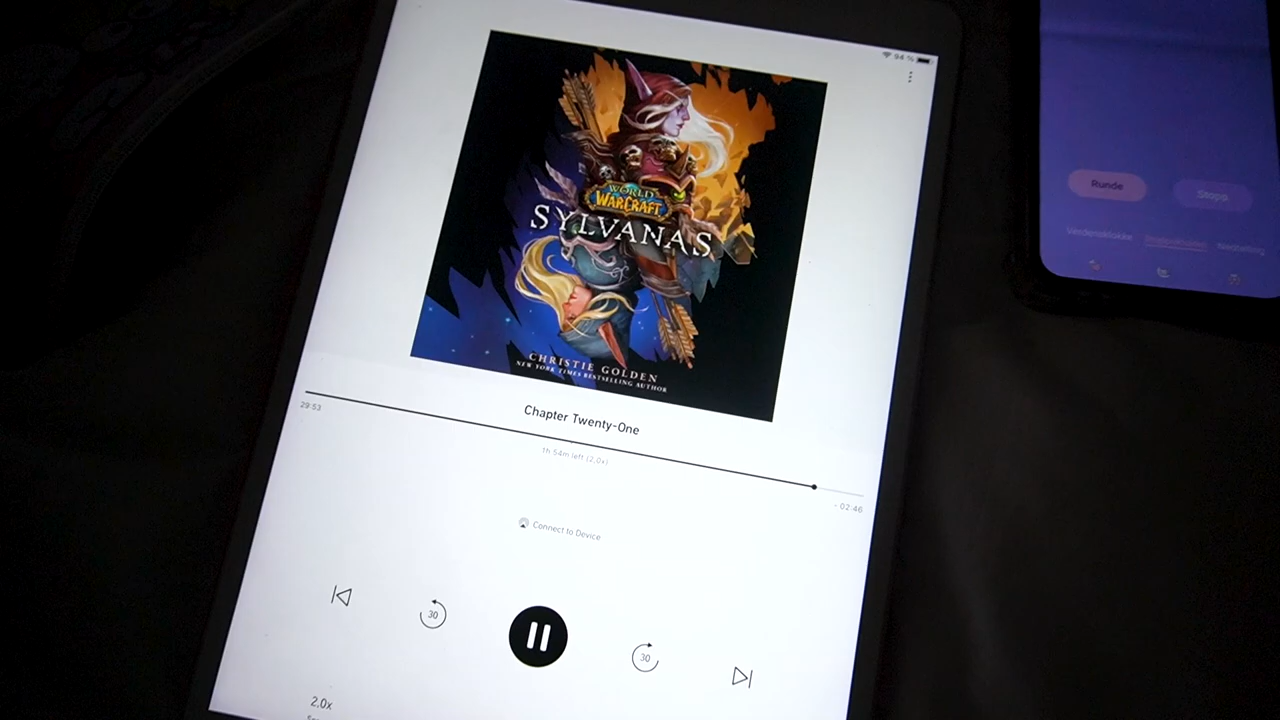 94 %
WORLD
WARCRAFT
SYLVANAS
CHRISTIE GOLDEN
NEW YORK TIMES BESTSELLING AUTHOR
29:53
Chapter Twenty-One
- 02:46
1h 54m left (2,0x)
Connect to Device
30
30
2,0x
Runde
Stopp
Verdensklokke